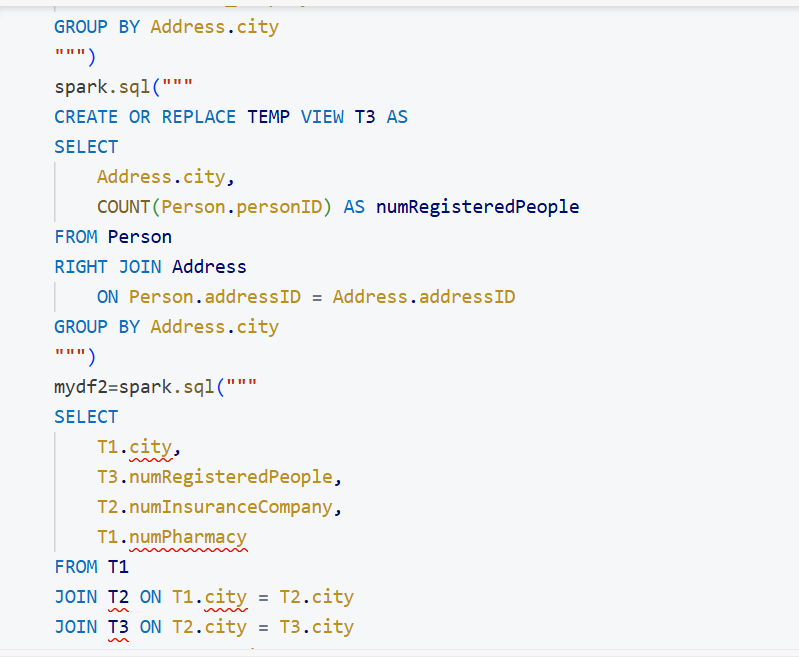 GROUP BY Address.city
""")
spark.sql("""
CREATE OR REPLACE TEMP VIEW T3 AS
SELECT
    Address.city,
    COUNT(Person.personID) AS numRegisteredPeople
FROM Person
RIGHT JOIN Address
    ON Person.addressID = Address.addressID
GROUP BY Address.city
""")
mydf2=spark.sql("""
SELECT
    T1.city,
    T3.numRegisteredPeople,
    T2.numInsuranceCompany,
    T1.numPharmacy
FROM T1
JOIN T2 ON T1.city = T2.city
JOIN T3 ON T2.city = T3.city